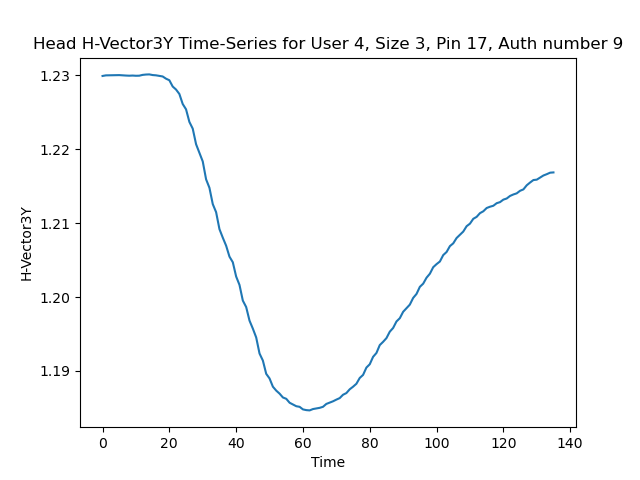 Head H-Vector3Y Time-Series for User 4, Size 3, Pin 17, Auth number 9
1.23
1.22
1.21
1.20
1.19
H-Vector3Y
0 20 40 60 80 100 120 140
Time